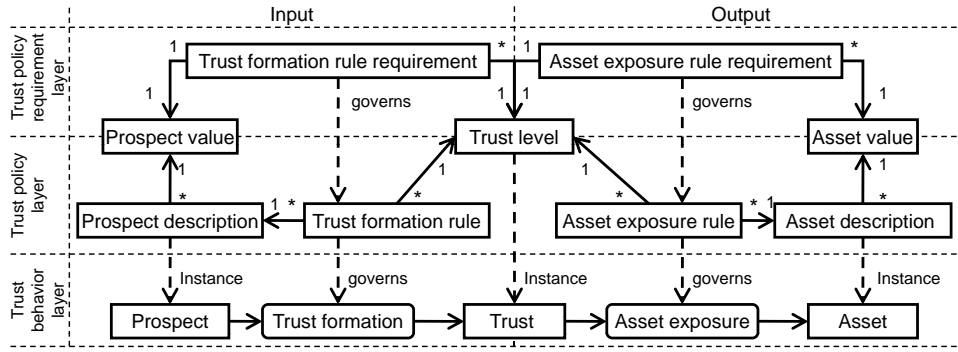 Input
Output
Trust policy
requirement
layer
1
Trust formation rule requirement
*
1
Asset exposure rule requirement
*
1
governs
1
1
governs
1
Prospect value
Trust level
Asset value
Trust policy
layer
1
1
1
1
*
*
*
*
Prospect description
1
*
Trust formation rule
Asset exposure rule
*
1
Asset description
Trust
behavior
layer
Instance
governs
Instance
governs
Instance
Prospect
Trust formation
Trust
Asset exposure
Asset